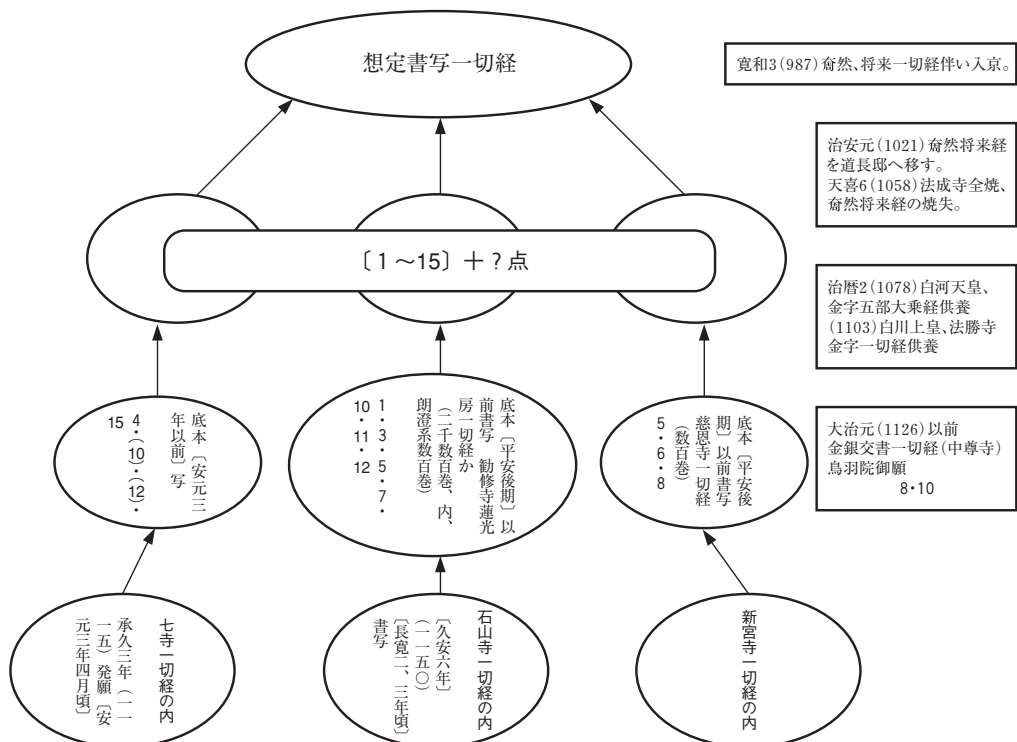 想定書写一切経
寛和3(987)奝然、将来一切経伴い入京。
治安元(1021)奝然将来経
を道長邸へ移す。
天喜6(1058)法成寺全焼、
奝然将来経の焼失。
〔1～15〕＋?点
治暦2(1078)白河天皇、
金字五部大乗経供養
(1103)白川上皇、法勝寺
金字一切経供養
大治元(1126)以前
金銀交書一切経(中尊寺)
鳥羽院御願
8・10
底本〔安元三
年以前〕写
4・(10)・(12)・
15
底本〔平安後期〕以
前書写　勧修寺蓮光
房一切経か
(二千数百巻、内、
朗澄系数百巻)
1・3・5・7・
10・11・12
底本〔平安後
期〕以前書写
慈恩寺一切経
(数百巻)
5・6・8
七寺一切経の内
承久三年(一一
一五)発願〔安
元三年四月頃〕
石山寺一切経の内
〔久安六年〕
(一一五〇)
〔長寛二、三年頃〕
書写
新宮寺一切経の内